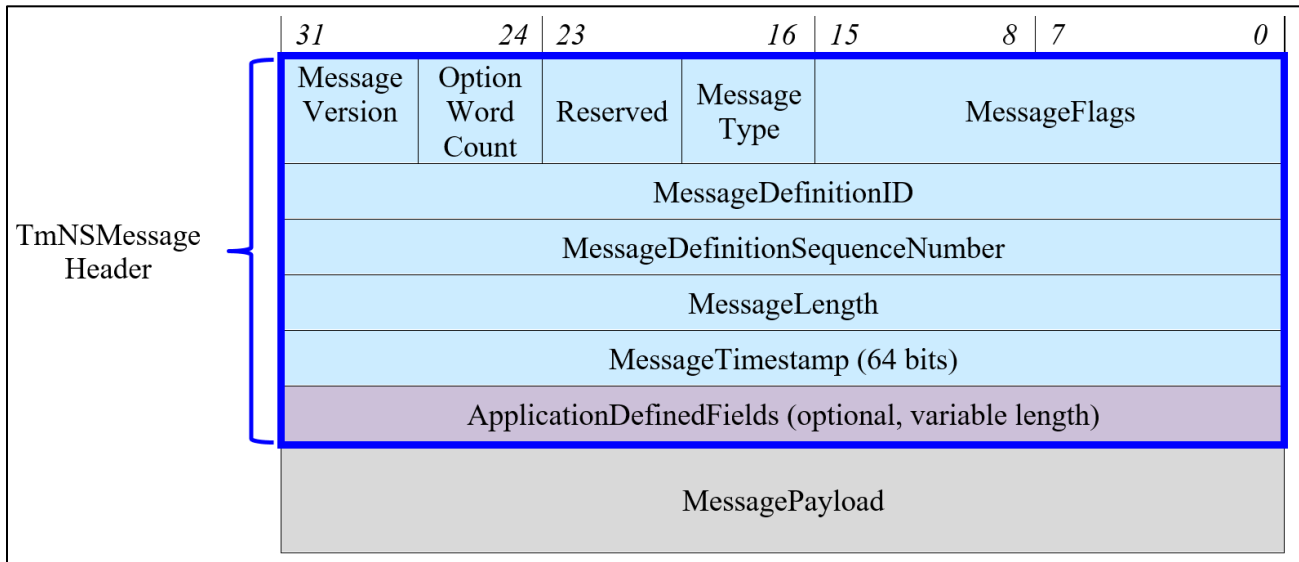 31 24 23 16 15 8 7 0
Message Version
Option Word Count
Reserved
Message Type
MessageFlags
MessageDefinitionID
TmNSMessage Header
MessageDefinitionSequenceNumber
MessageLength
MessageTimestamp (64 bits)
ApplicationDefinedFields (optional, variable length)
MessagePayload